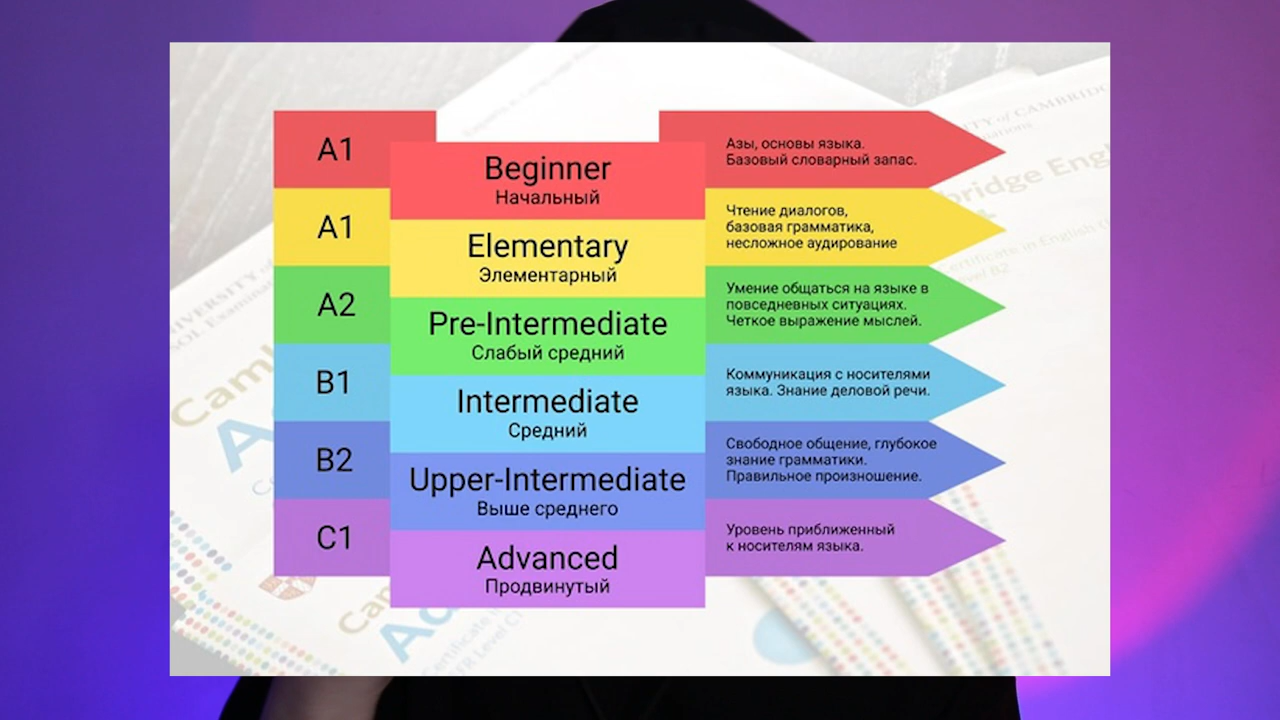 A1
Beginner
Начальный
Азы, основы языка.
Базовый словарный запас.
A1
Elementary
Элементарный
Чтение диалогов,
базовая грамматика,
несложное аудирование
A2
Pre-Intermediate
Слабый средний
Умение общаться на языке в
повседневных ситуациях.
Четкое выражение мыслей.
B1
Intermediate
Средний
Коммуникация с носителями
языка. Знание деловой речи.
B2
Upper-Intermediate
Выше среднего
Свободное общение, глубокое
знание грамматики.
Правильное произношение.
C1
Advanced
Продвинутый
Уровень приближенный
к носителям языка.